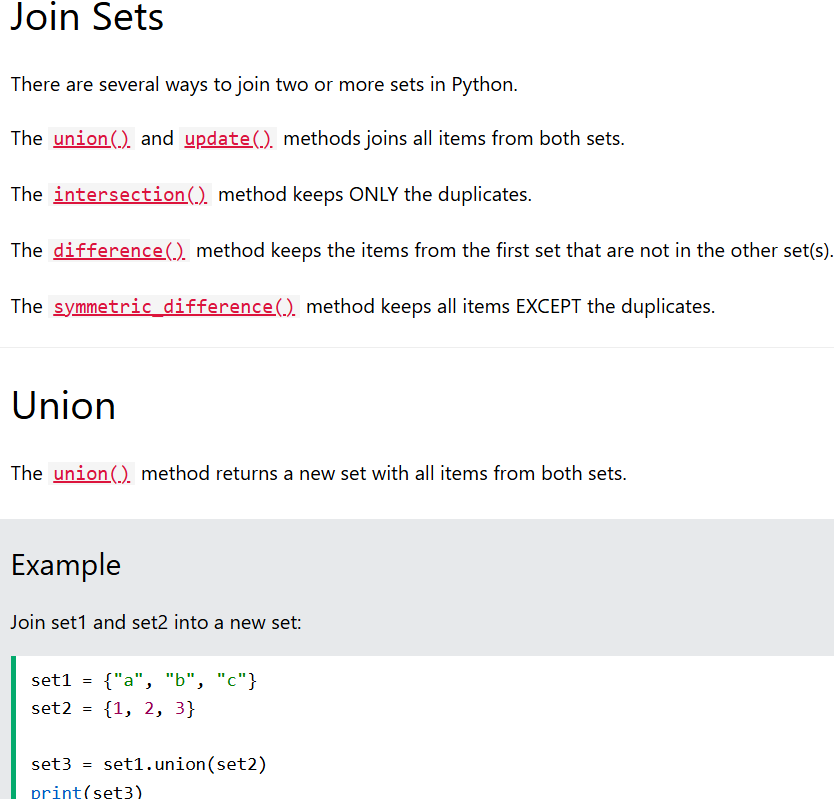 Join Sets
There are several ways to join two or more sets in Python.
The union() and update() methods joins all items from both sets.
The intersection() method keeps ONLY the duplicates.
The difference() method keeps the items from the first set that are not in the other set(s).
The symmetric_difference() method keeps all items EXCEPT the duplicates.
Union
The union() method returns a new set with all items from both sets.
Example
Join set1 and set2 into a new set:
set1 = {"a", "b", "c"}
set2 = {1, 2, 3}
set3 = set1.union(set2)
print(set3)